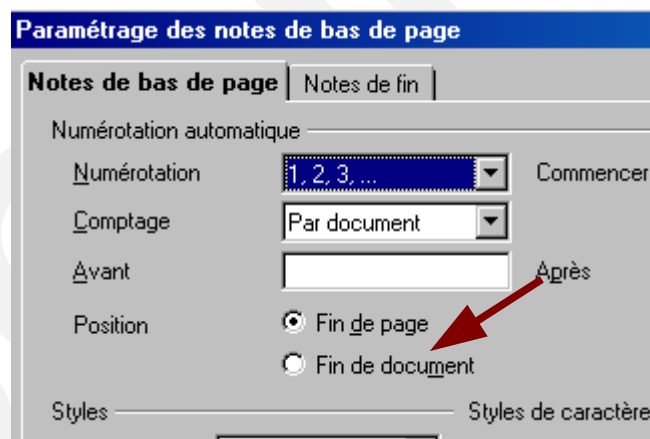 Paramétrage des notes de bas de page
Notes de bas de page Notes de fin
Numérotation automatique
Numérotation 1, 2, 3, ... Commencer
Comptage Par document
Avant Après
Position Fin de page
Fin de document
Styles Styles de caractère